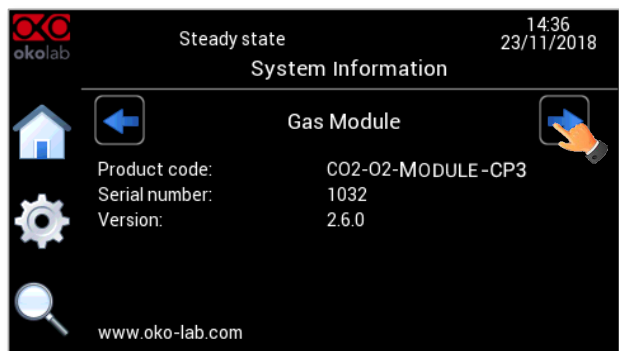 okolab
Steady state
14:36
23/11/2018
System Information
Gas Module
Product code: CO2-O2-MODULE-CP3
Serial number: 1032
Version: 2.6.0
www.oko-lab.com